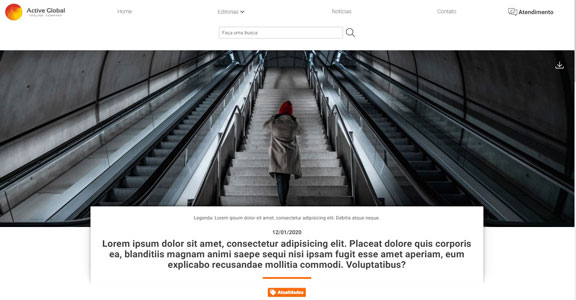 Active Global
Home
Editorias
Notícias
Contato
Atendimento
Faça uma busca
Legenda: Lorem ipsum dolor sit amet, consectetur adipisicing elit. Debitis atque neque.
12/01/2020
Lorem ipsum dolor sit amet, consectetur adipisicing elit. Placeat dolore quis corporis
ea, blanditiis magnam animi saepe sequi nisi ipsam fugit esse amet aperiam, eum
explicabo recusandae mollitia commodi. Voluptatibus?
Atualidades